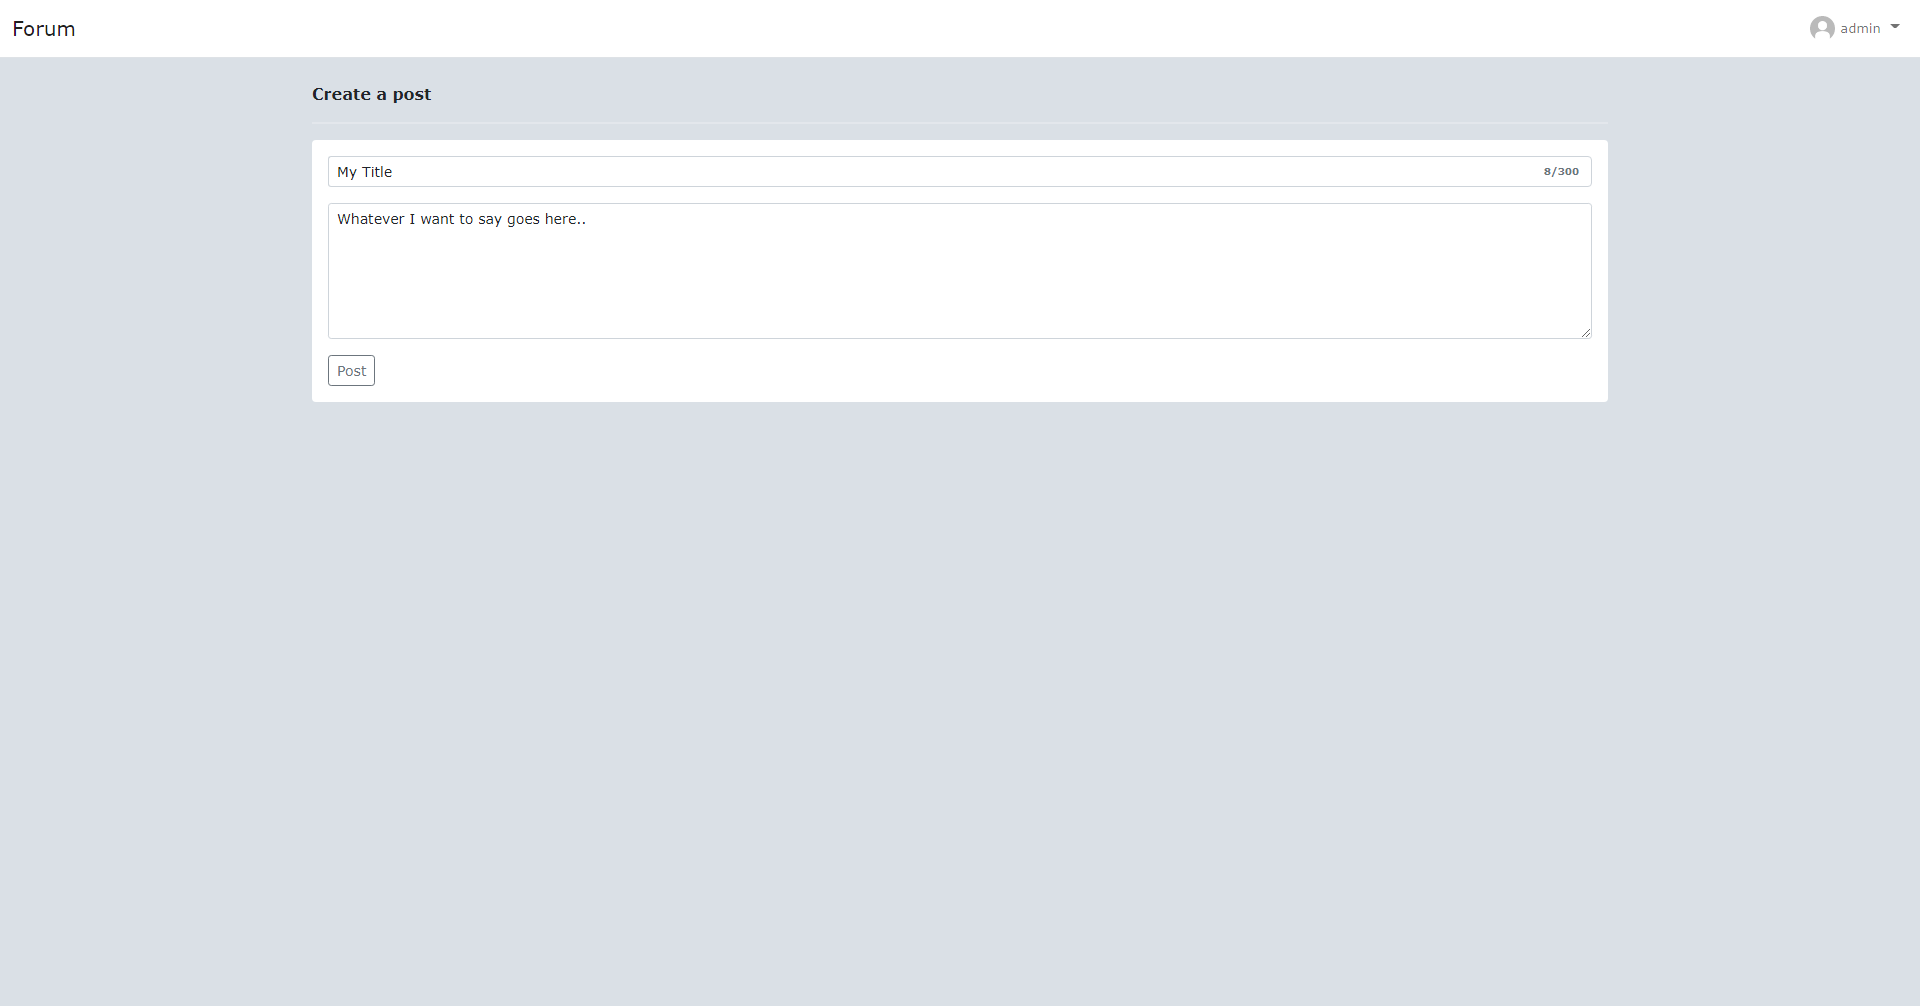 Forum
admin
Create a post
My Title
8/300
Whatever I want to say goes here..
Post